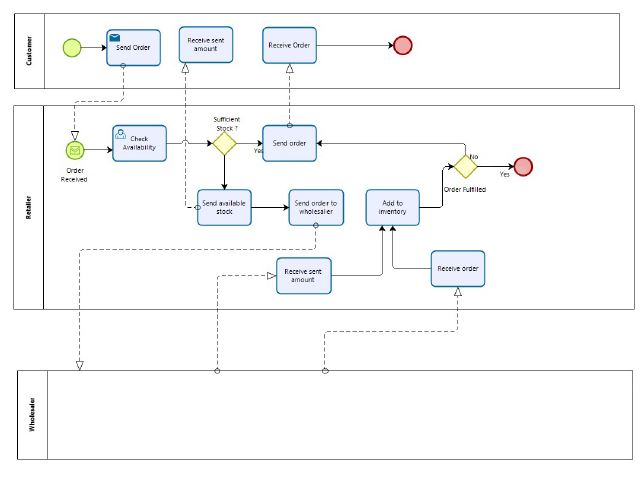 Customer
Send Order
Receive sent
amount
Receive Order
Retailer
Order
Received
Check
Availability
Sufficient
Stock ?
Yes
Send order
Send available
stock
Send order to
wholesaller
Add to
inventory
No
Order Fulfilled
Yes
Receive sent
amount
Receive order
Wholesaler